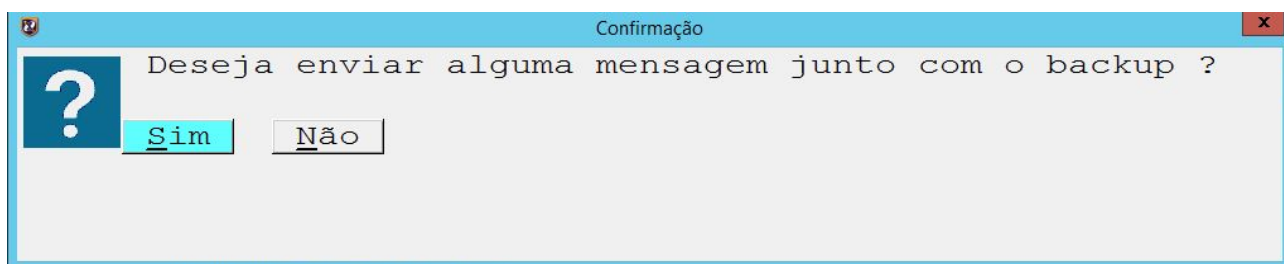 Confirmação
x
Deseja enviar alguma mensagem junto com o backup ?
Sim Não